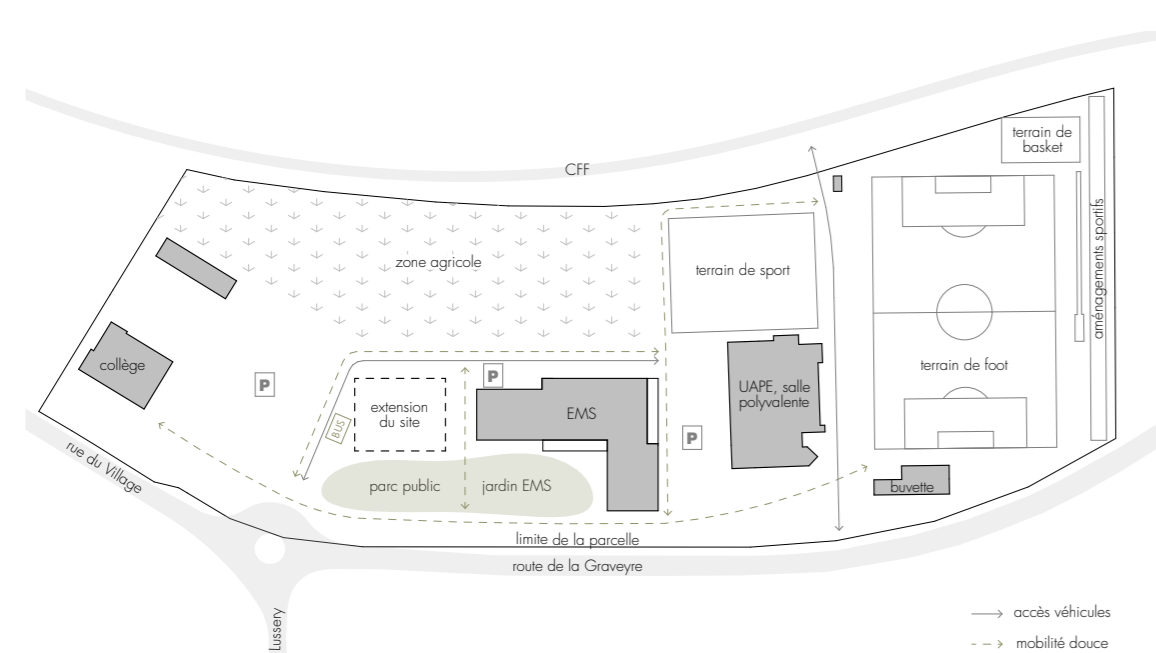 CFF
terrain de
basket
aménagements sportifs
zone agricole
terrain de sport
collège
P
terrain de foot
P
UAPE, salle
polyvalente
extension
du site
EMS
BUS
P
rue du Village
parc public
jardin EMS
buvette
limite de la parcelle
route de la Graveyre
Lussery
accès véhicules
mobilité douce